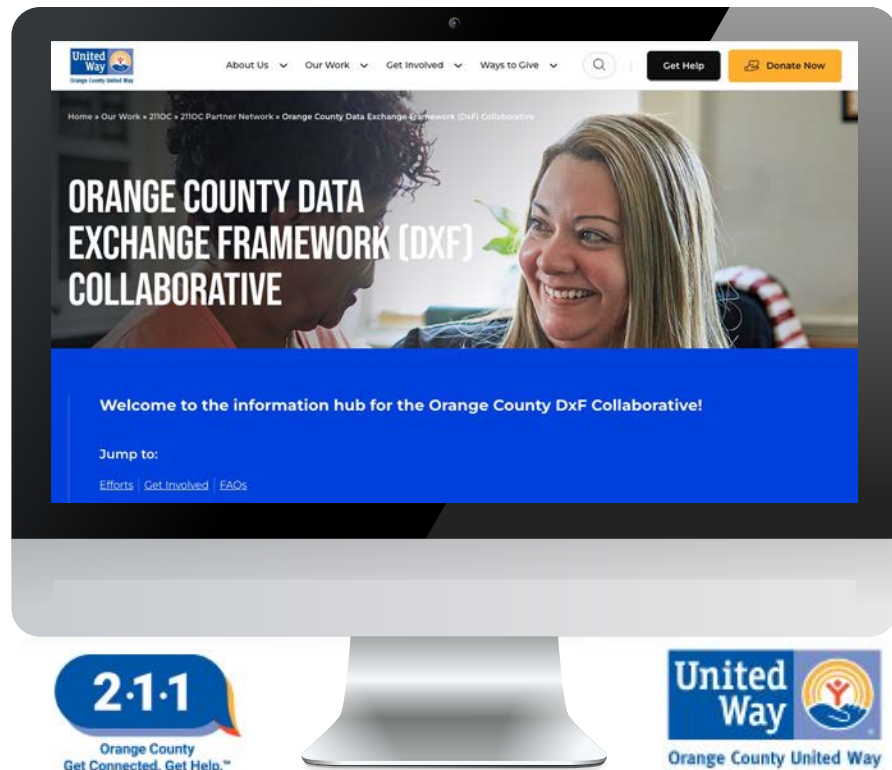 United
Way
Orange County United Way
About Us
Our Work
Get Involved
Ways to Give
Get Help
Donate Now
Home » Our Work » 211OC » 211OC Partner Network » Orange County Data Exchange Framework (DxF) Collaborative
ORANGE COUNTY DATA
EXCHANGE FRAMEWORK (DXF)
COLLABORATIVE
Welcome to the information hub for the Orange County DxF Collaborative!
Jump to:
Efforts | Get Involved | FAQs
2·1·1
Orange County
Get Connected. Get Help.™
United
Way
Orange County United Way